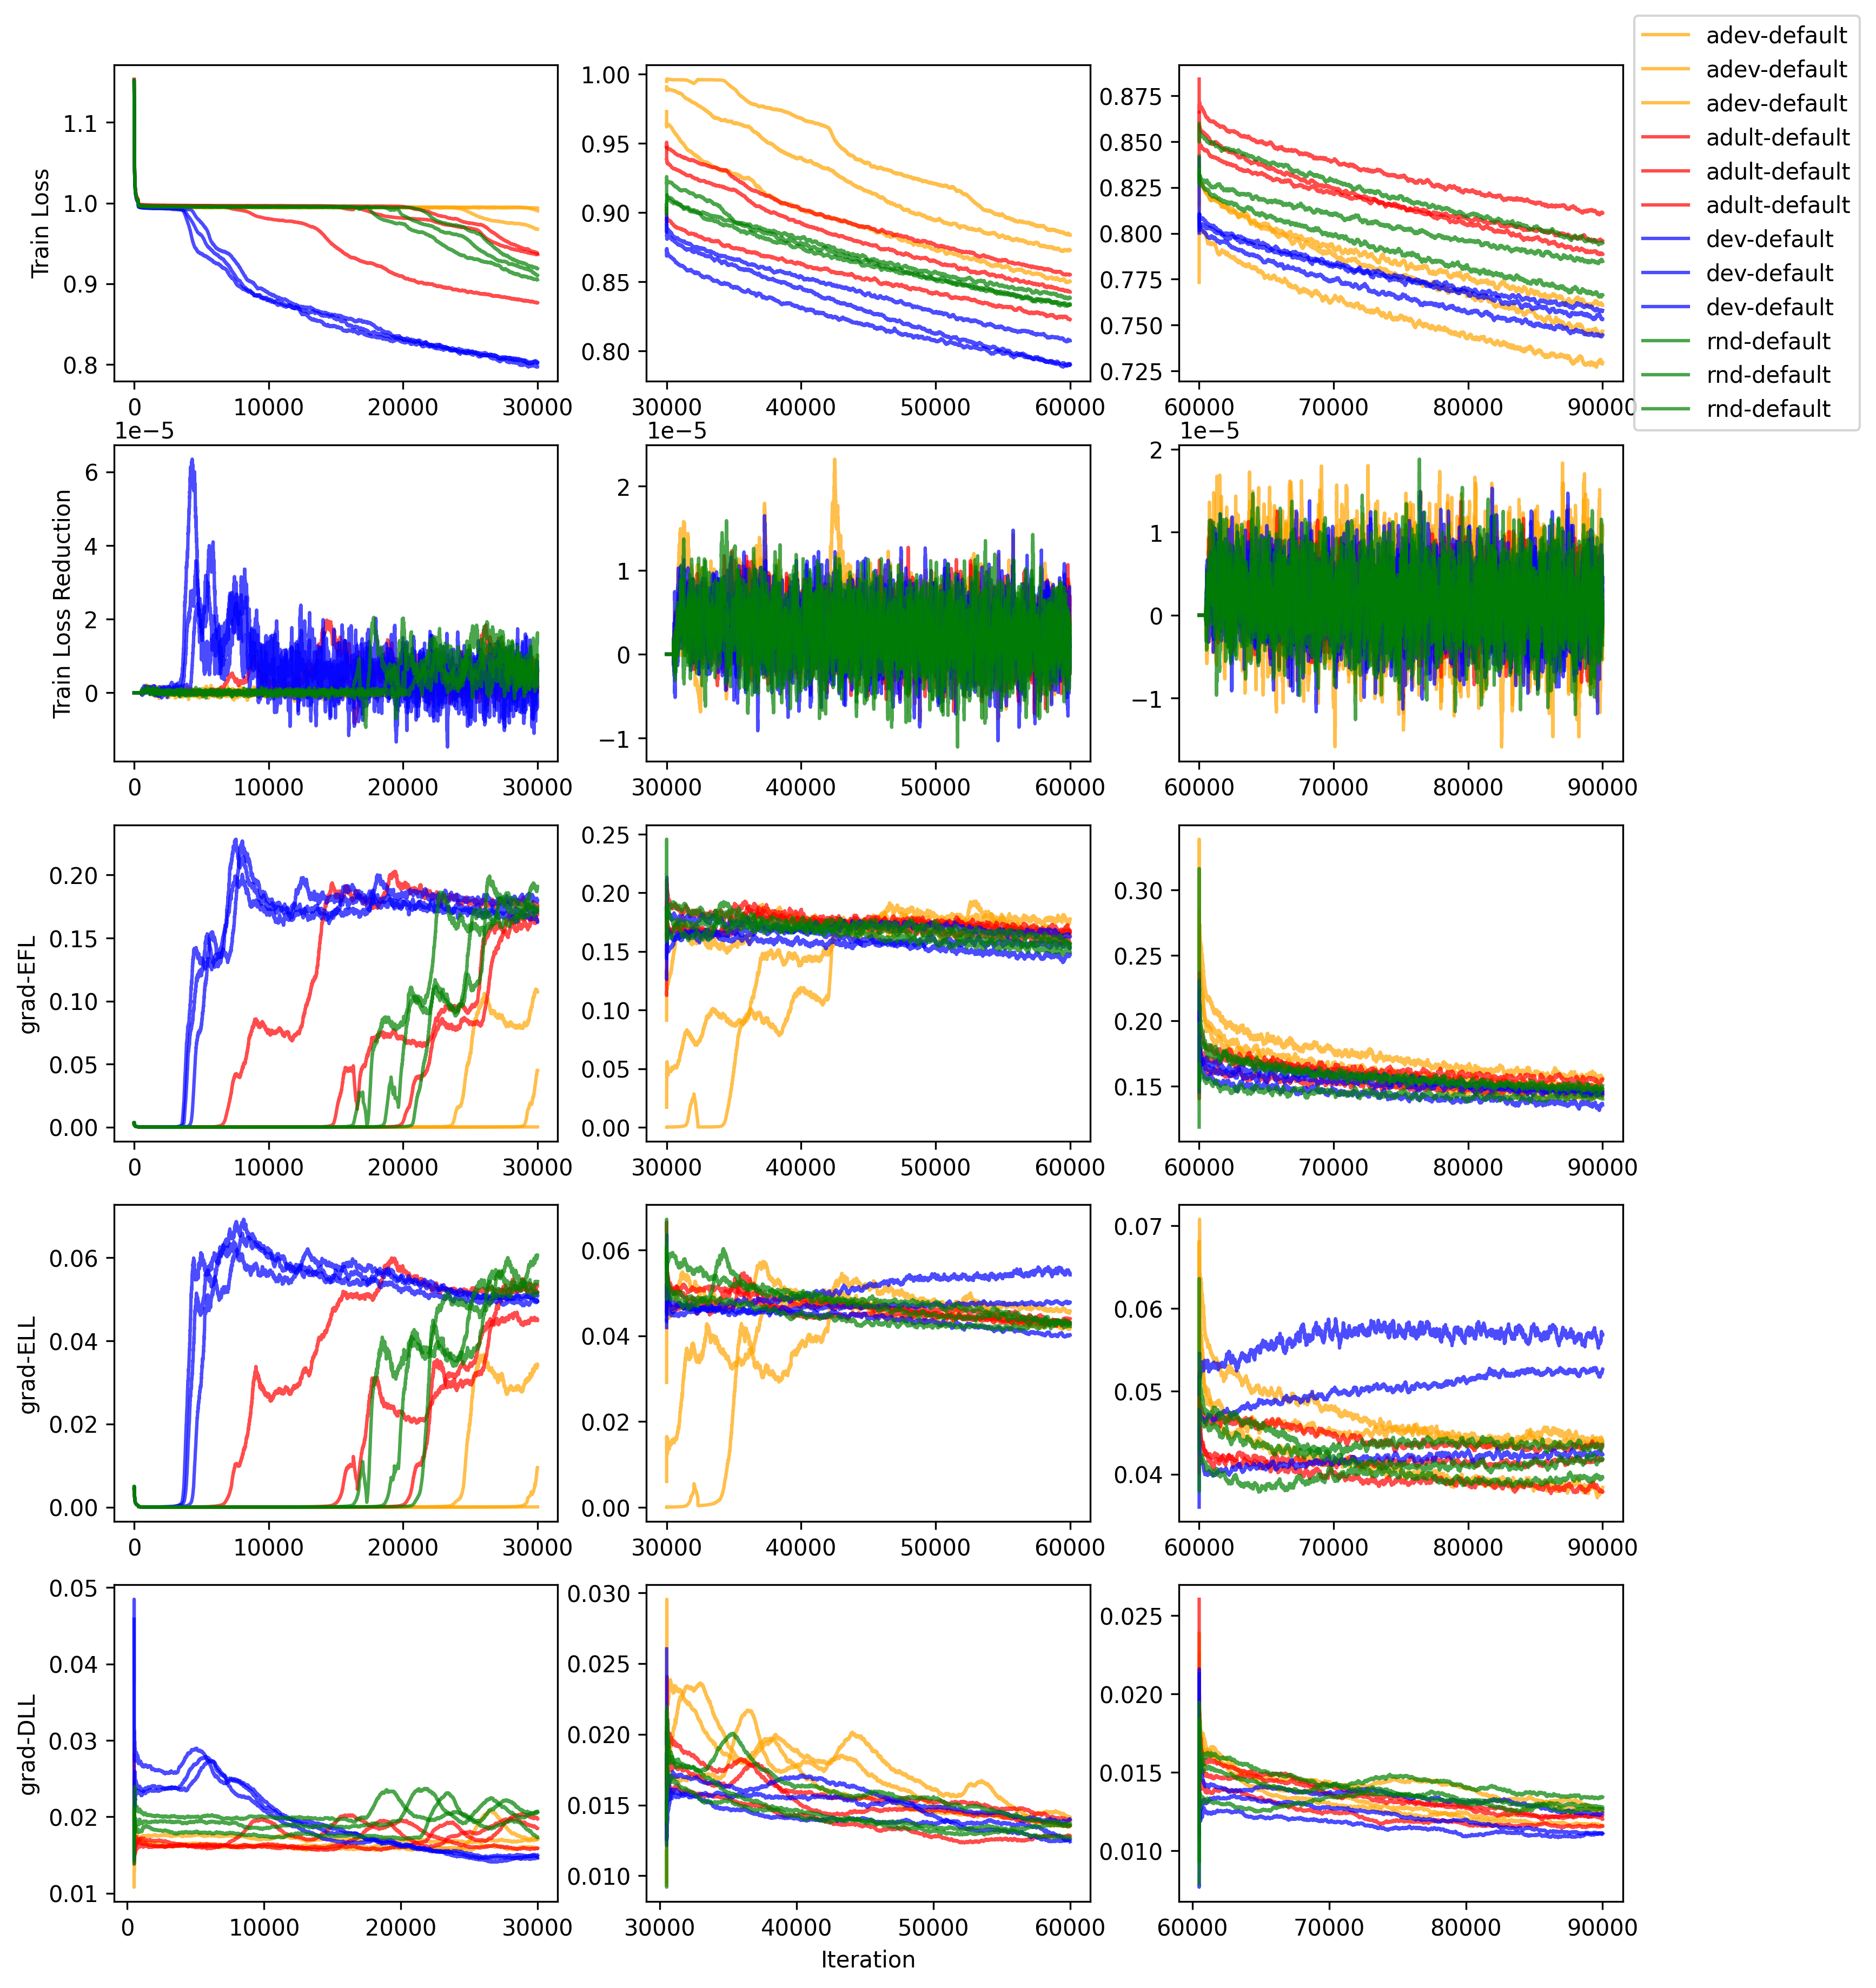 adev-default
adev-default
adev-default
adult-default
adult-default
adult-default
dev-default
dev-default
dev-default
rnd-default
rnd-default
rnd-default
Train Loss
1.1
1.0
0.9
0.8
0 10000 20000 30000
1.00
0.95
0.90
0.85
0.80
30000 40000 50000 60000
0.875
0.850
0.825
0.800
0.775
0.750
0.725
60000 70000 80000 90000
Train Loss Reduction
1e−5
6
4
2
0
0 10000 20000 30000
1e−5
2
1
0
−1
30000 40000 50000 60000
1e−5
2
1
0
−1
60000 70000 80000 90000
grad-EFL
0.20
0.15
0.10
0.05
0.00
0 10000 20000 30000
0.25
0.20
0.15
0.10
0.05
0.00
30000 40000 50000 60000
0.30
0.25
0.20
0.15
60000 70000 80000 90000
grad-ELL
0.06
0.04
0.02
0.00
0 10000 20000 30000
0.06
0.04
0.02
0.00
30000 40000 50000 60000
0.07
0.06
0.05
0.04
60000 70000 80000 90000
grad-DLL
0.05
0.04
0.03
0.02
0.01
0 10000 20000 30000
0.030
0.025
0.020
0.015
0.010
30000 40000 50000 60000
0.025
0.020
0.015
0.010
60000 70000 80000 90000
Iteration